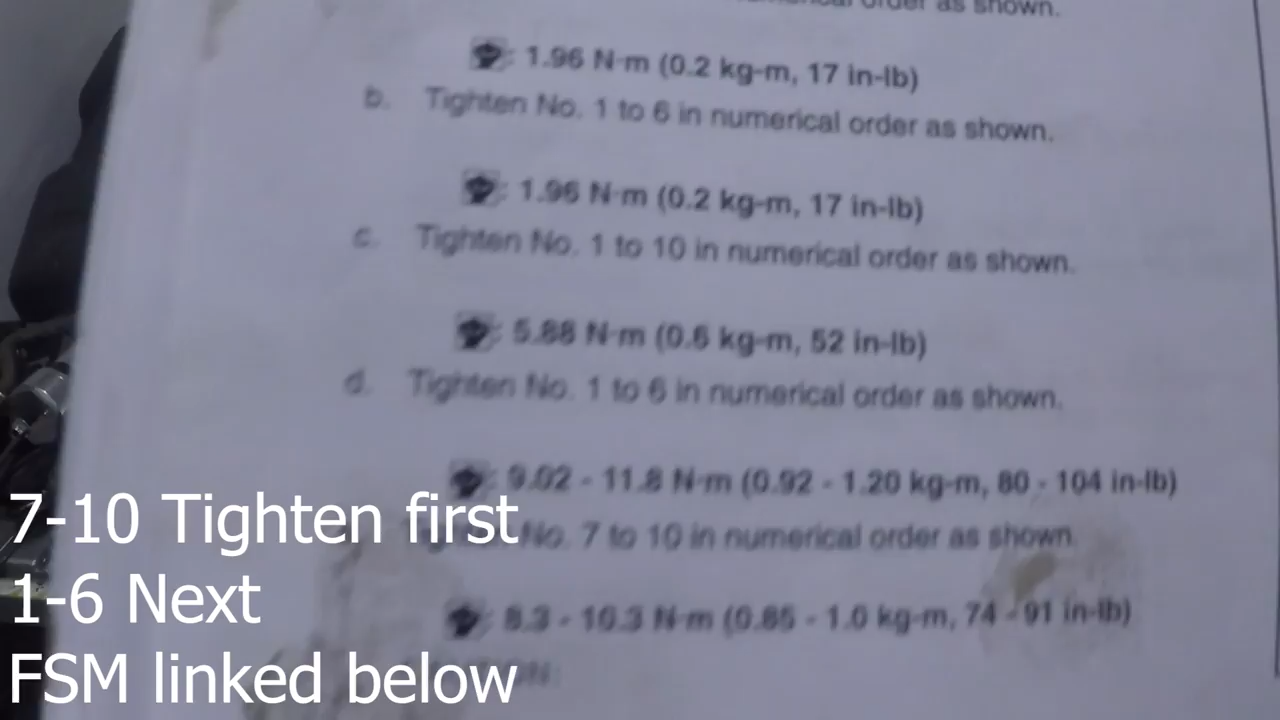 order as shown.
: 1.96 N·m (0.2 kg-m, 17 in-lb)
b. Tighten No. 1 to 6 in numerical order as shown.
: 1.96 N·m (0.2 kg-m, 17 in-lb)
c. Tighten No. 1 to 10 in numerical order as shown.
: 5.88 N·m (0.6 kg-m, 52 in-lb)
d. Tighten No. 1 to 6 in numerical order as shown.
: 9.02 - 11.8 N·m (0.92 - 1.20 kg-m, 80 - 104 in-lb)
No. 7 to 10 in numerical order as shown.
: 8.3 - 10.3 N·m (0.85 - 1.0 kg-m, 74 - 91 in-lb)
7-10 Tighten first
1-6 Next
FSM linked below